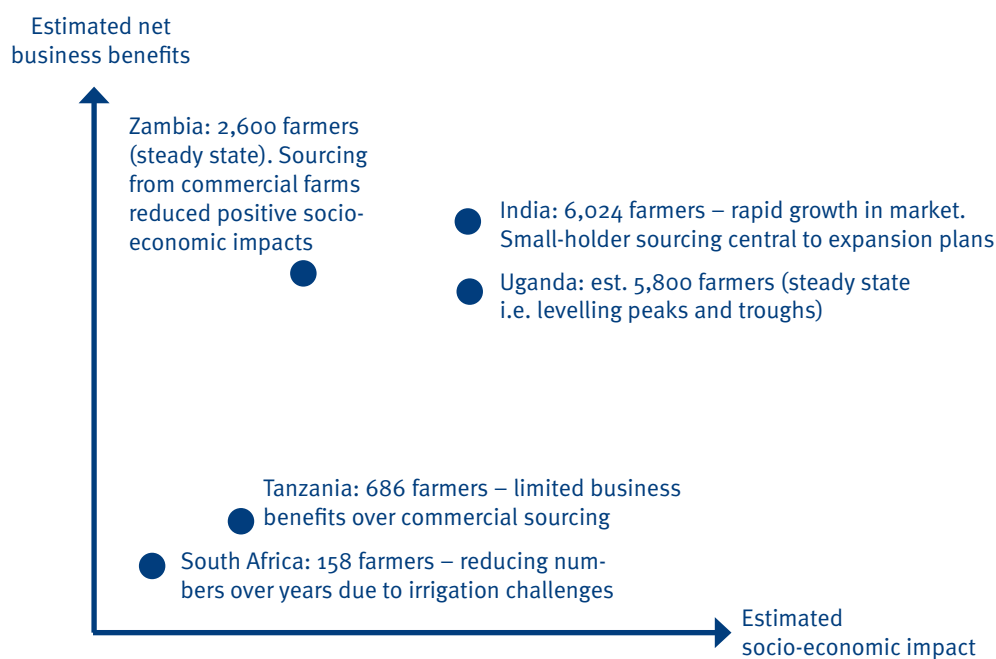 Estimated net
business benefits
Zambia: 2,600 farmers
(steady state). Sourcing
from commercial farms
reduced positive socio-
economic impacts
India: 6,024 farmers – rapid growth in market.
Small-holder sourcing central to expansion plans
Uganda: est. 5,800 farmers (steady state
i.e. levelling peaks and troughs)
Tanzania: 686 farmers – limited business
benefits over commercial sourcing
South Africa: 158 farmers – reducing num-
bers over years due to irrigation challenges
Estimated
socio-economic impact